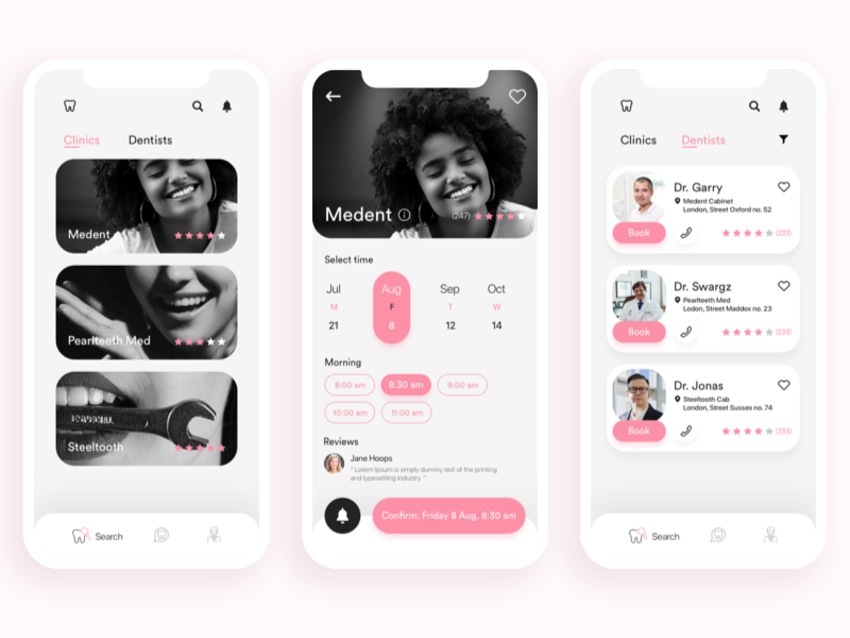 Clinics Dentists
Medent
Pearlteeth Med
EDSPECIAL
Steeltooth
Search
Medent
(247)
Select time
Jul Aug Sep Oct
M F T W
21 8 12 14
Morning
8:00 am 8:30 am 9:00 am
10:00 am 11:00 am
Reviews
Jane Hoops
" Lorem Ipsum is simply dummy text of the printing
and typesetting industry. "
Confirm: Friday 8 Aug, 8:30 am
Clinics Dentists
Dr. Garry
Medent Cabinet
London, Street Oxford no. 52
Book (233)
Dr. Swargz
Pearlteeth Med
Lodon, Street Maddox no. 23
Book (233)
Dr. Jonas
Steeltooth Cab
London, Street Sussex no. 74
Book (233)
Search